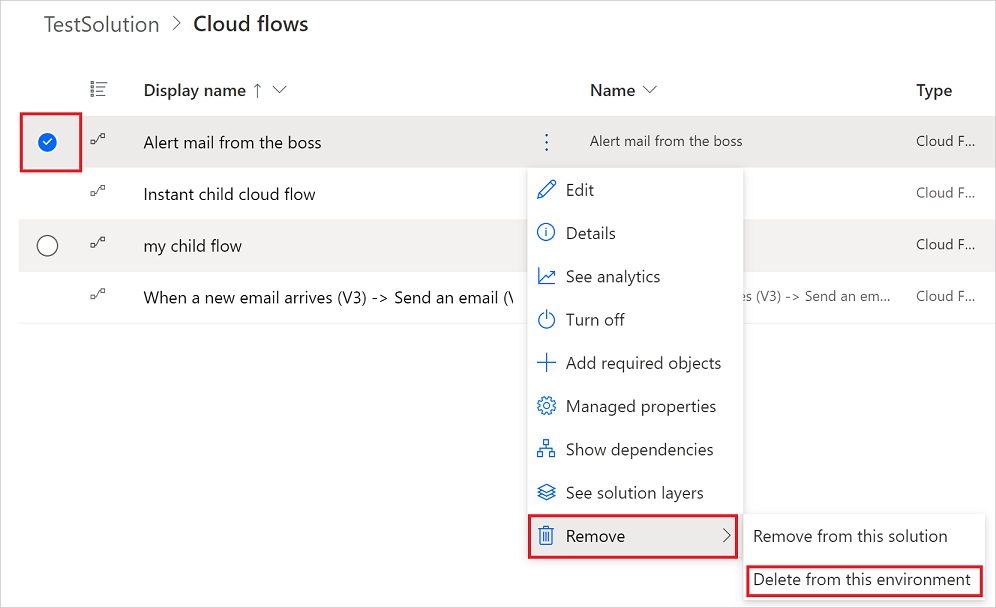 TestSolution > Cloud flows
Display name ↑ Name Type
Alert mail from the boss Alert mail from the boss Cloud F...
Instant child cloud flow Cloud F...
my child flow Cloud F...
When a new email arrives (V3) -> Send an email (V (V3) -> Send an em... Cloud F...
Edit
Details
See analytics
Turn off
Add required objects
Managed properties
Show dependencies
See solution layers
Remove
Remove from this solution
Delete from this environment